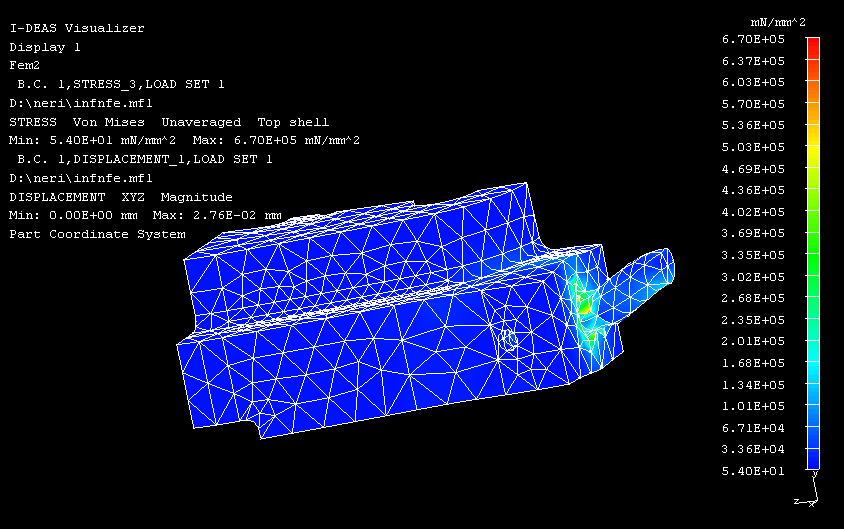 I-DEAS Visualizer
Display 1
Fem2
B.C. 1,STRESS_3,LOAD SET 1
D:\neri\infnfe.mf1
STRESS Von Mises Unaveraged Top shell
Min: 5.40E+01 mN/mm^2 Max: 6.70E+05 mN/mm^2
B.C. 1,DISPLACEMENT_1,LOAD SET 1
D:\neri\infnfe.mf1
DISPLACEMENT XYZ Magnitude
Min: 0.00E+00 mm Max: 2.76E-02 mm
Part Coordinate System
mN/mm^2
6.70E+05
6.37E+05
6.03E+05
5.70E+05
5.36E+05
5.03E+05
4.69E+05
4.36E+05
4.02E+05
3.69E+05
3.35E+05
3.02E+05
2.68E+05
2.35E+05
2.01E+05
1.68E+05
1.34E+05
1.01E+05
6.71E+04
3.36E+04
5.40E+01
Y
Z
X